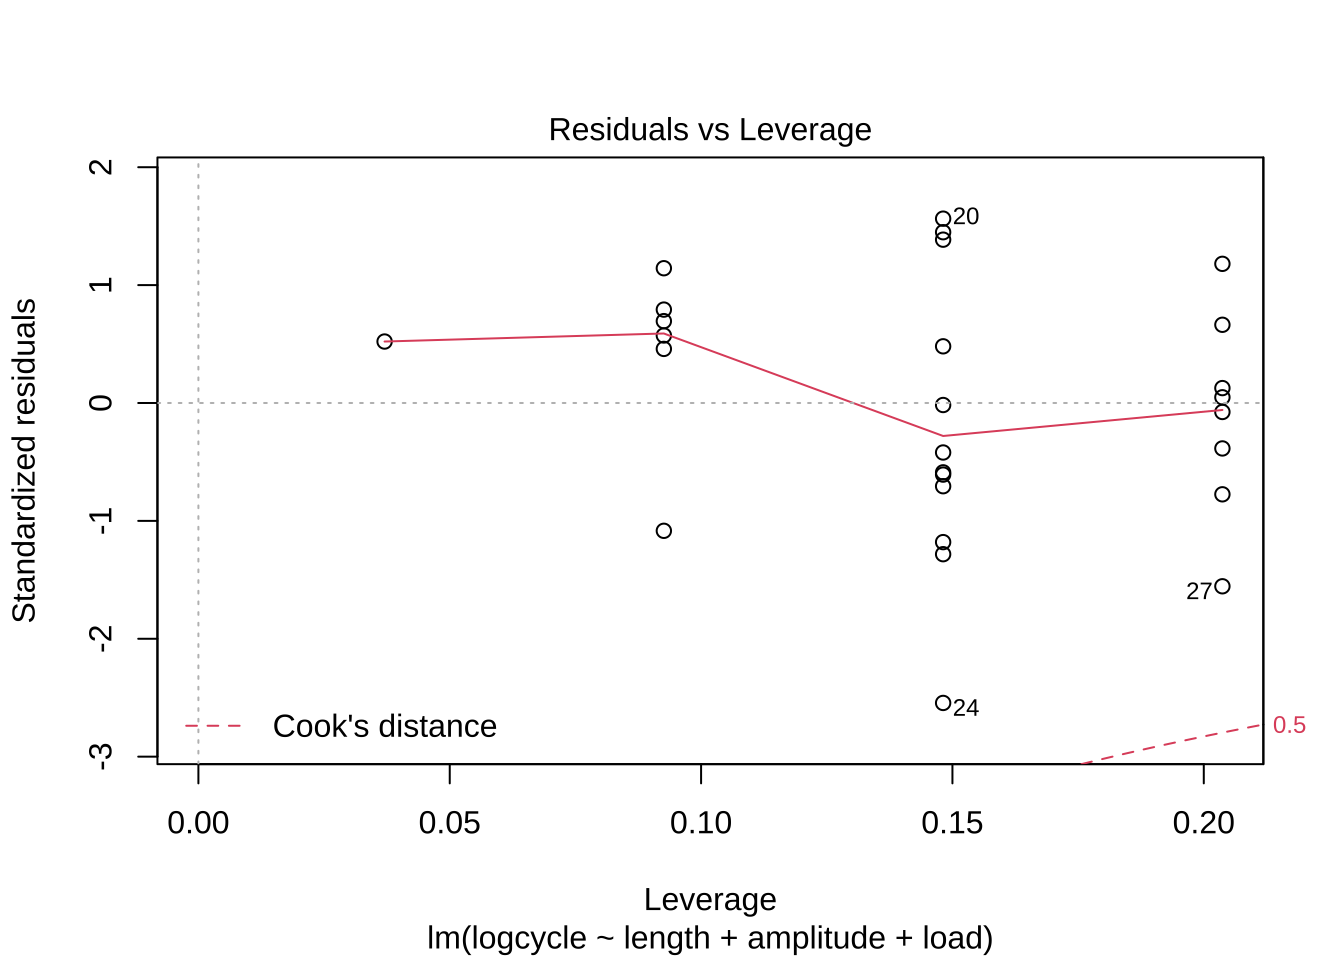 Residuals vs Leverage
Standardized residuals
2
1
0
-1
-2
-3
20
27
24
Cook's distance
0.5
0.00 0.05 0.10 0.15 0.20
Leverage
lm(logcycle ~ length + amplitude + load)